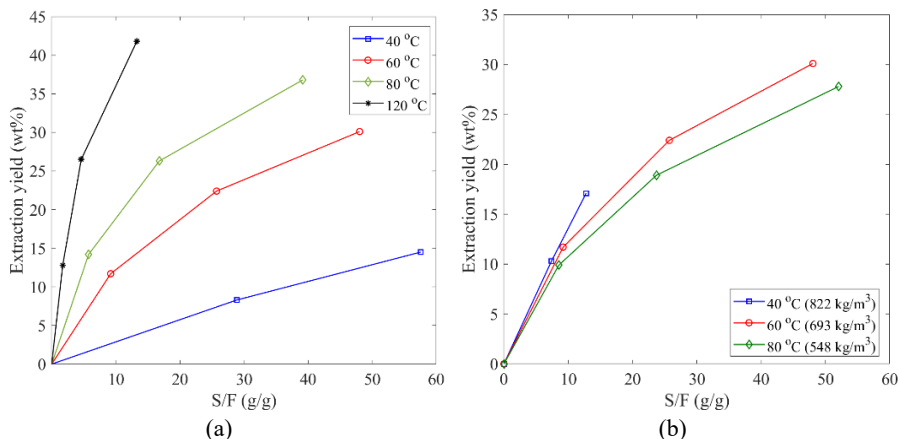 (a)
45
40
35
30
25
20
15
10
5
0
Extraction yield (wt%)
10
20
30
40
50
60
S/F (g/g)
40 °C
60 °C
80 °C
120 °C
(a)
(b)
35
30
25
20
15
10
5
0
Extraction yield (wt%)
0
10
20
30
40
50
60
S/F (g/g)
40 °C (822 kg/m³)
60 °C (693 kg/m³)
80 °C (548 kg/m³)
(b)